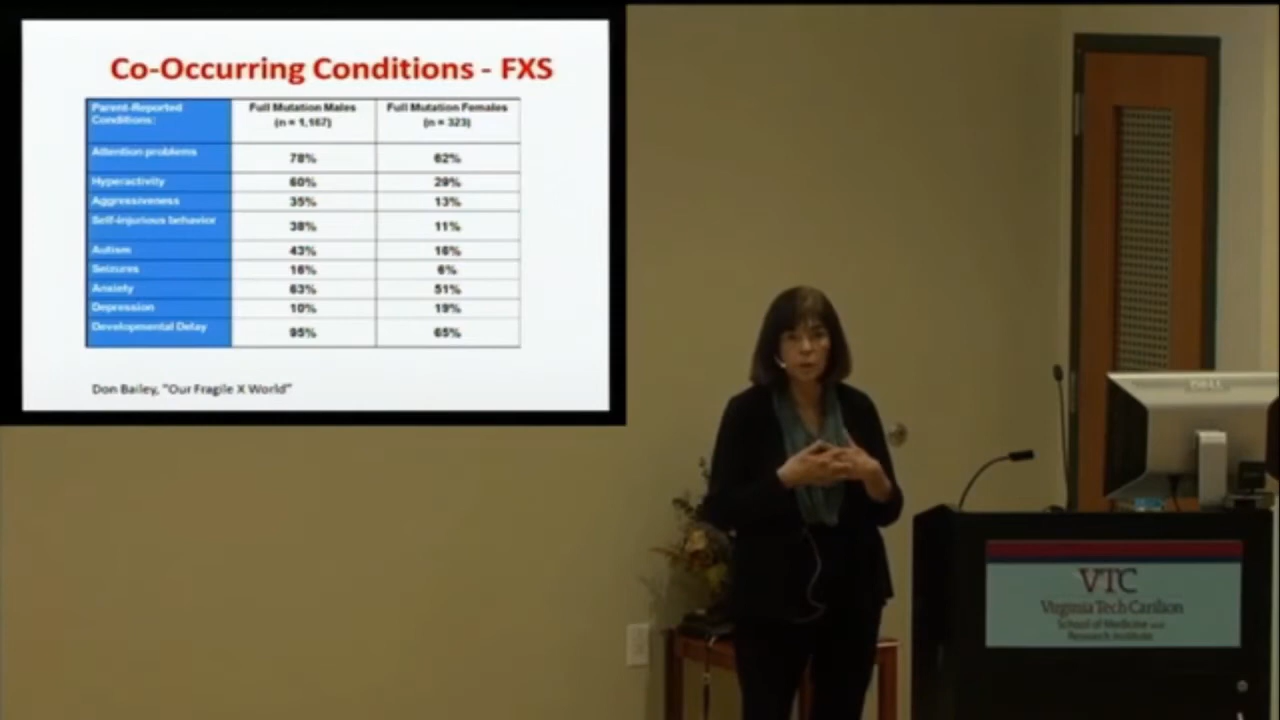 Co-Occurring Conditions - FXS
Parent-Reported Conditions:
Full Mutation Males (n = 1,167)
Full Mutation Females (n = 323)
Attention problems 78% 62%
Hyperactivity 60% 29%
Aggressiveness 35% 13%
Self-injurious behavior 38% 11%
Autism 43% 16%
Seizures 16% 6%
Anxiety 63% 51%
Depression 10% 19%
Developmental Delay 95% 65%
Don Bailey, "Our Fragile X World"
DELL
VTC
Virginia Tech Carilion
School of Medicine and
Research Institute